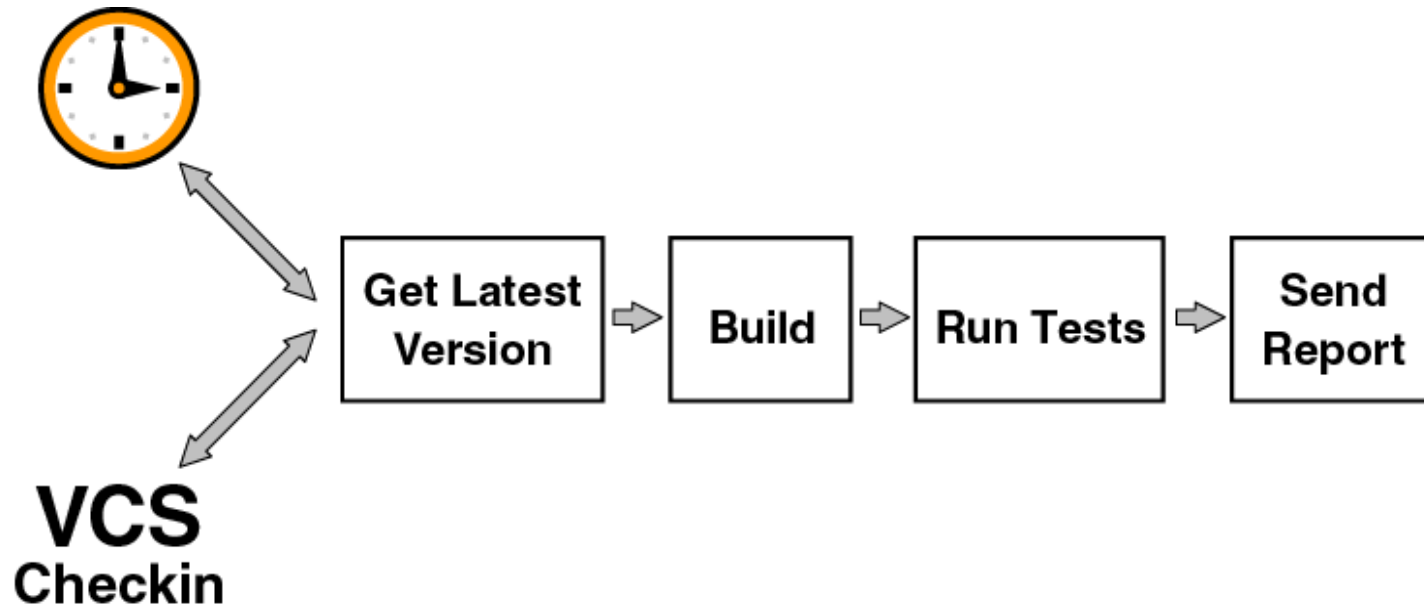 Get Latest
Version
Build
Run Tests
Send
Report
VCS
Checkin